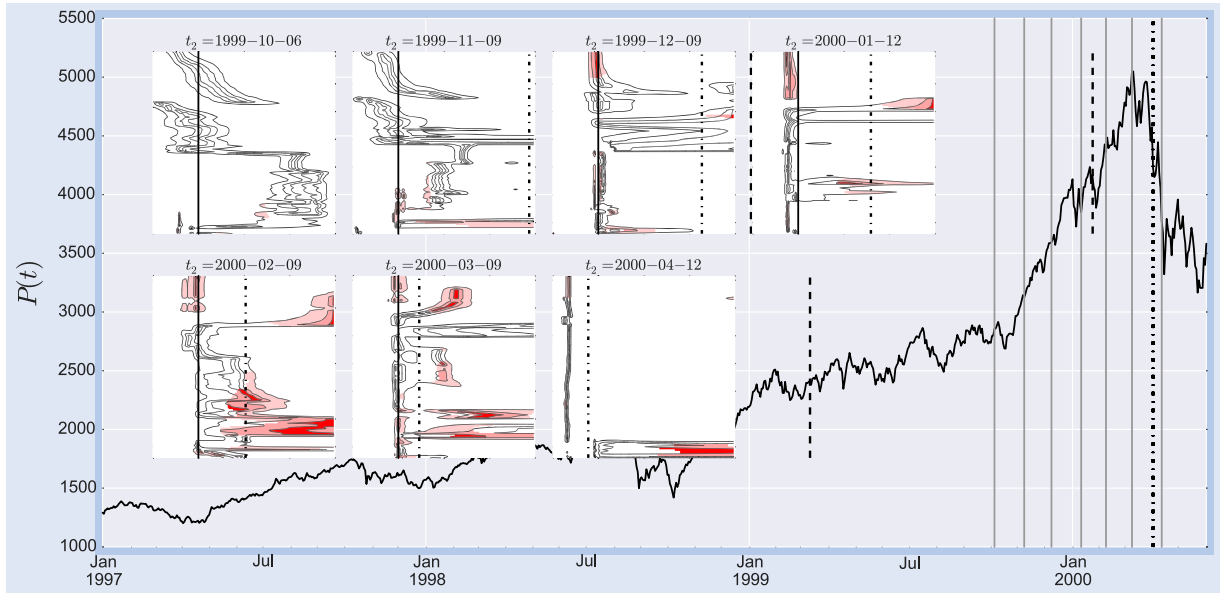 5500
5000
4500
4000
3500
3000
2500
2000
1500
1000
P(t)
t₂ = 1999−10−06
t₂ = 1999−11−09
t₂ = 1999−12−09
t₂ = 2000−01−12
t₂ = 2000−02−09
t₂ = 2000−03−09
t₂ = 2000−04−12
Jan Jul Jan Jul Jan Jul Jan
1997 1998 1999 2000